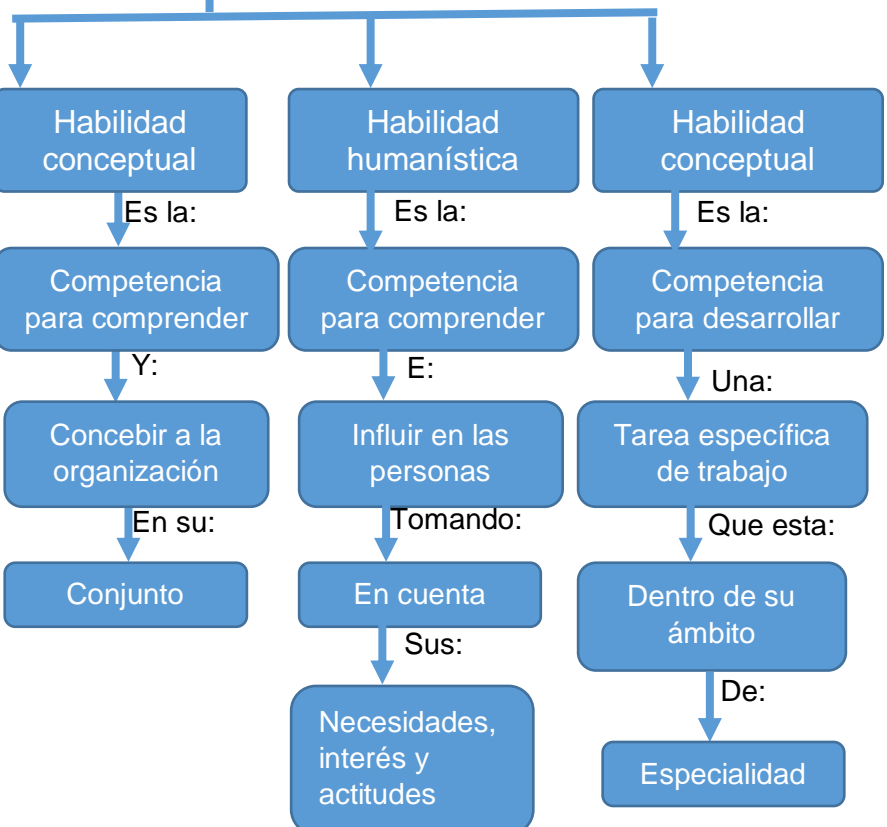 Habilidad
conceptual
Es la:
Competencia
para comprender
Y:
Concebir a la
organización
En su:
Conjunto
Habilidad
humanística
Es la:
Competencia
para comprender
E:
Influir en las
personas
Tomando:
En cuenta
Sus:
Necesidades,
interés y
actitudes
Habilidad
conceptual
Es la:
Competencia
para desarrollar
Una:
Tarea específica
de trabajo
Que esta:
Dentro de su
ámbito
De:
Especialidad